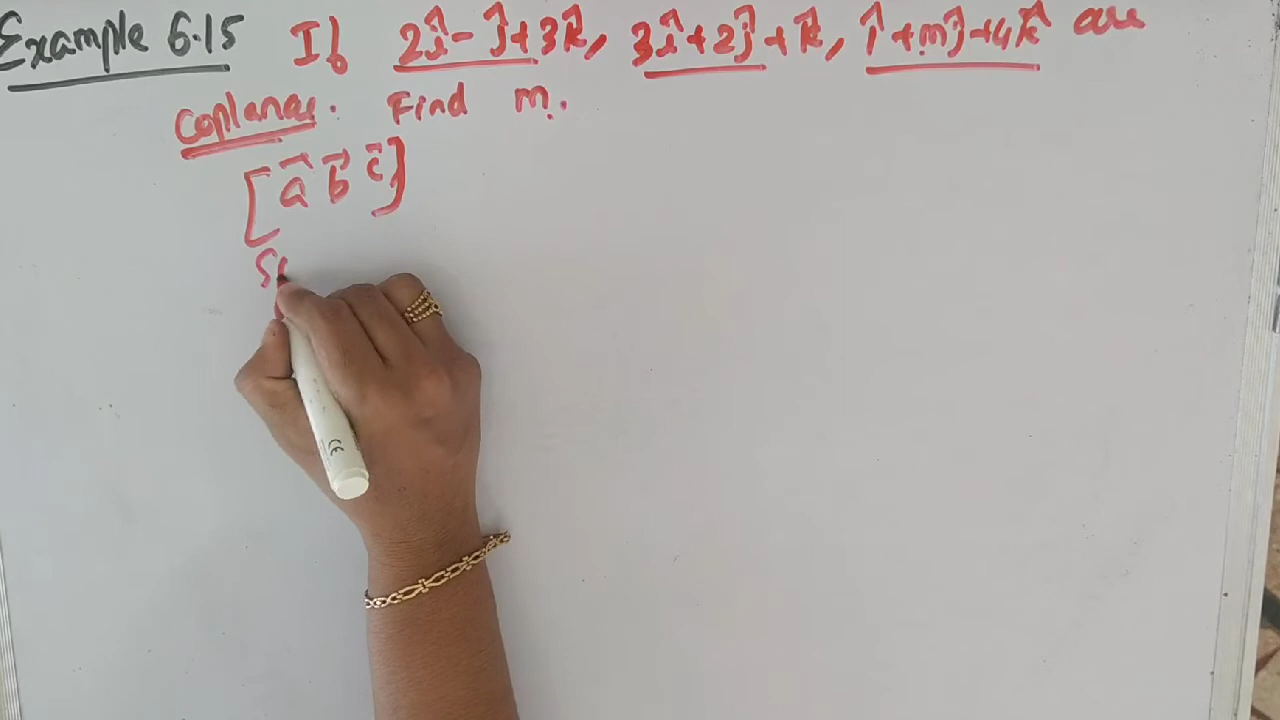 Example 6.15 If 2î - ĵ + 3k̂, 3î + 2ĵ + k̂, î + mĵ + 4k̂ are
Coplanar. Find m.
[a⃗ b⃗ c⃗]